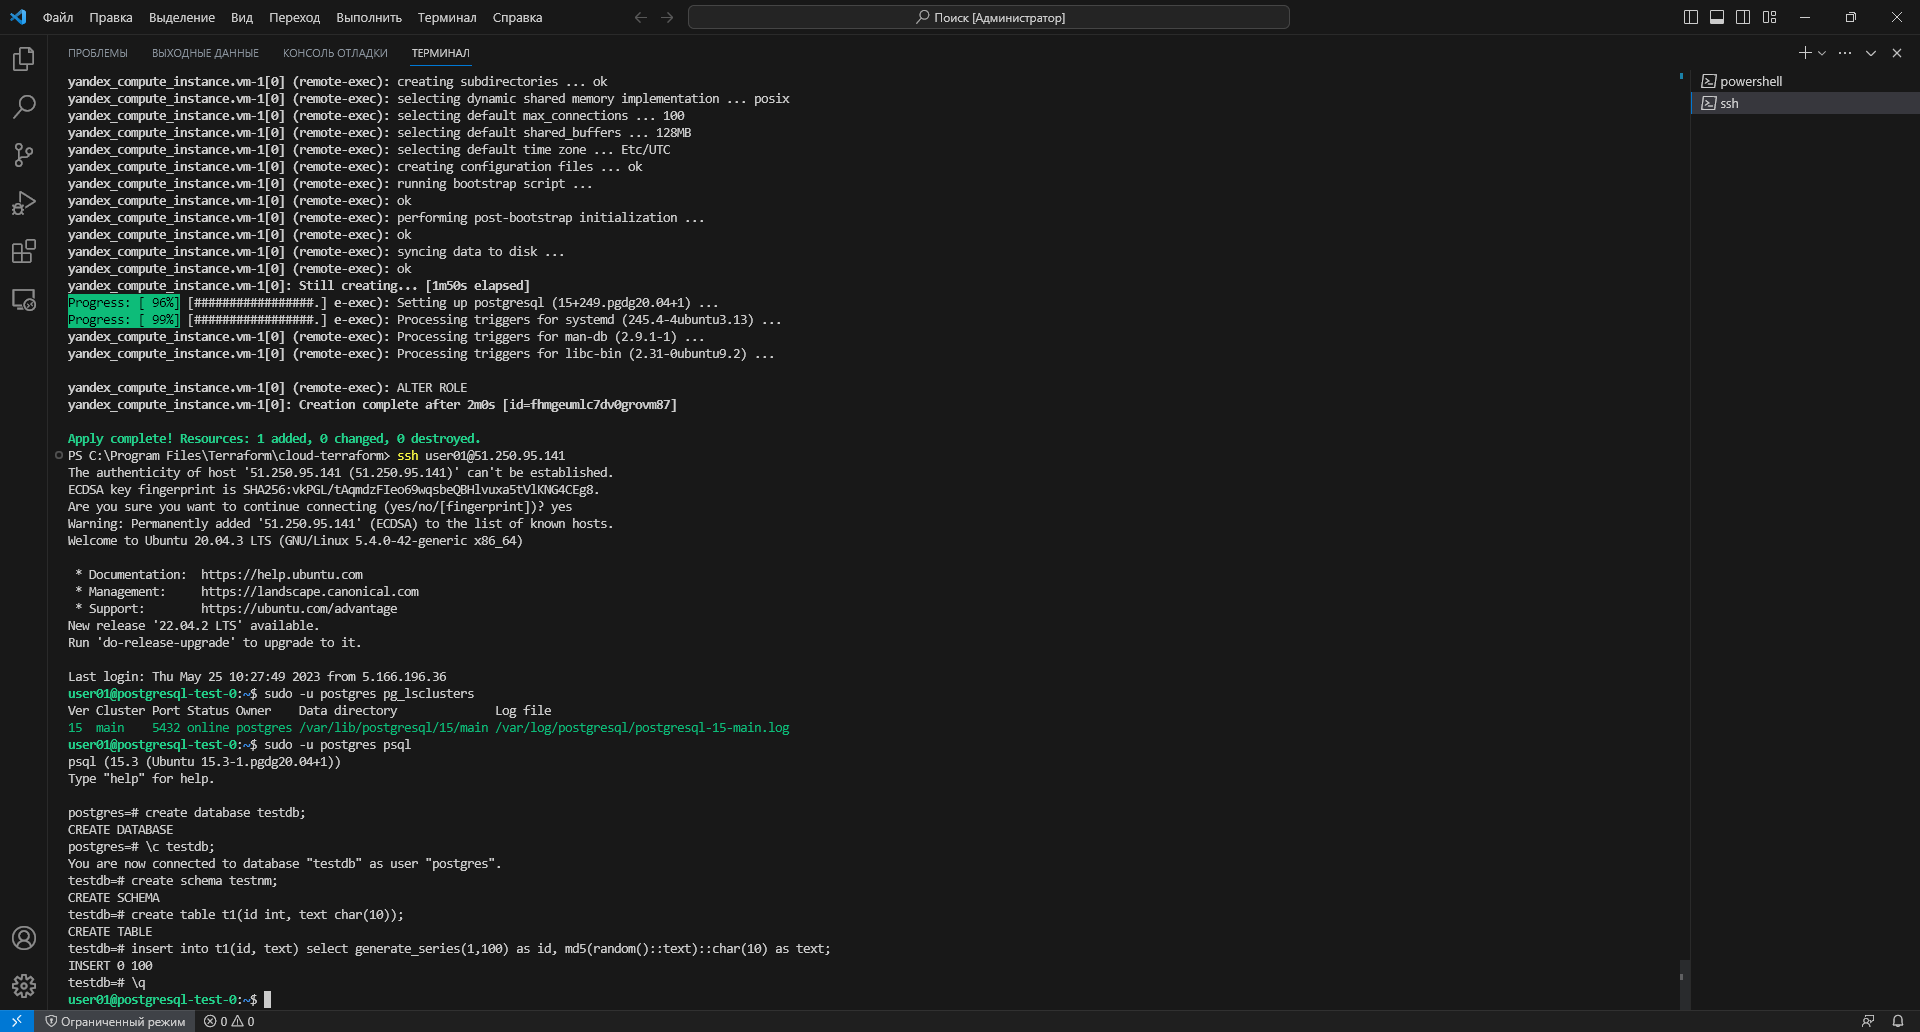 Файл Правка Выделение Вид Переход Выполнить Терминал Справка Поиск [Администратор]
ПРОБЛЕМЫ ВЫХОДНЫЕ ДАННЫЕ КОНСОЛЬ ОТЛАДКИ ТЕРМИНАЛ
yandex_compute_instance.vm-1[0] (remote-exec): creating subdirectories ... ok
yandex_compute_instance.vm-1[0] (remote-exec): selecting dynamic shared memory implementation ... posix
yandex_compute_instance.vm-1[0] (remote-exec): selecting default max_connections ... 100
yandex_compute_instance.vm-1[0] (remote-exec): selecting default shared_buffers ... 128MB
yandex_compute_instance.vm-1[0] (remote-exec): selecting default time zone ... Etc/UTC
yandex_compute_instance.vm-1[0] (remote-exec): creating configuration files ... ok
yandex_compute_instance.vm-1[0] (remote-exec): running bootstrap script ...
yandex_compute_instance.vm-1[0] (remote-exec): ok
yandex_compute_instance.vm-1[0] (remote-exec): performing post-bootstrap initialization ...
yandex_compute_instance.vm-1[0] (remote-exec): ok
yandex_compute_instance.vm-1[0] (remote-exec): syncing data to disk ...
yandex_compute_instance.vm-1[0] (remote-exec): ok
yandex_compute_instance.vm-1[0]: Still creating... [1m50s elapsed]
Progress: [ 96%] [#################.] e-exec): Setting up postgresql (15+249.pgdg20.04+1) ...
Progress: [ 99%] [#################.] e-exec): Processing triggers for systemd (245.4-4ubuntu3.13) ...
yandex_compute_instance.vm-1[0] (remote-exec): Processing triggers for man-db (2.9.1-1) ...
yandex_compute_instance.vm-1[0] (remote-exec): Processing triggers for libc-bin (2.31-0ubuntu9.2) ...
yandex_compute_instance.vm-1[0] (remote-exec): ALTER ROLE
yandex_compute_instance.vm-1[0]: Creation complete after 2m0s [id=fhmgeumlc7dv0grovm87]
Apply complete! Resources: 1 added, 0 changed, 0 destroyed.
PS C:\Program Files\Terraform\cloud-terraform> ssh user01@51.250.95.141
The authenticity of host '51.250.95.141 (51.250.95.141)' can't be established.
ECDSA key fingerprint is SHA256:vkPGL/tAqmdzFIeo69wqsbeQBHlvuxa5tVlKNG4CEg8.
Are you sure you want to continue connecting (yes/no/[fingerprint])? yes
Warning: Permanently added '51.250.95.141' (ECDSA) to the list of known hosts.
Welcome to Ubuntu 20.04.3 LTS (GNU/Linux 5.4.0-42-generic x86_64)
* Documentation: https://help.ubuntu.com
* Management: https://landscape.canonical.com
* Support: https://ubuntu.com/advantage
New release '22.04.2 LTS' available.
Run 'do-release-upgrade' to upgrade to it.
Last login: Thu May 25 10:27:49 2023 from 5.166.196.36
user01@postgresql-test-0:~$ sudo -u postgres pg_lsclusters
Ver Cluster Port Status Owner Data directory Log file
15 main 5432 online postgres /var/lib/postgresql/15/main /var/log/postgresql/postgresql-15-main.log
user01@postgresql-test-0:~$ sudo -u postgres psql
psql (15.3 (Ubuntu 15.3-1.pgdg20.04+1))
Type "help" for help.
postgres=# create database testdb;
CREATE DATABASE
postgres=# \c testdb;
You are now connected to database "testdb" as user "postgres".
testdb=# create schema testnm;
CREATE SCHEMA
testdb=# create table t1(id int, text char(10));
CREATE TABLE
testdb=# insert into t1(id, text) select generate_series(1,100) as id, md5(random()::text)::char(10) as text;
INSERT 0 100
testdb=# \q
user01@postgresql-test-0:~$
powershell
ssh
Ограниченный режим 0 0